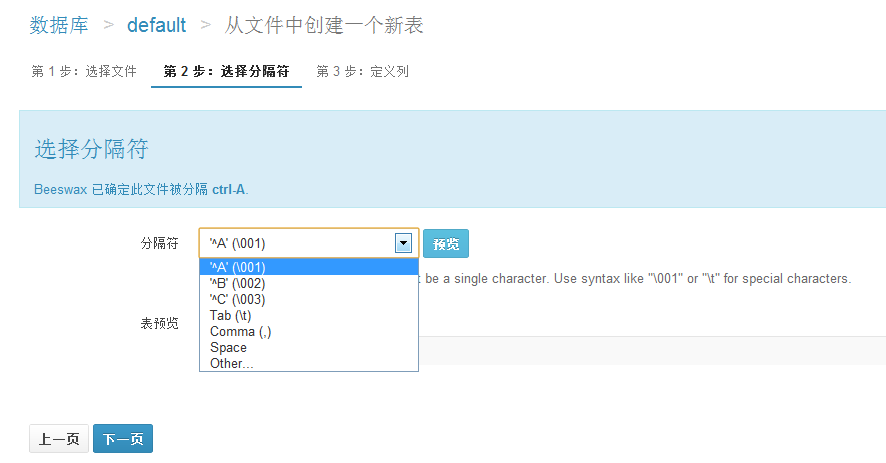 数据库 > default > 从文件中创建一个新表
第 1 步：选择文件 第 2 步：选择分隔符 第 3 步：定义列
选择分隔符
Beeswax 已确定此文件被分隔 ctrl-A.
分隔符 '^A' (\001) 预览
'^A' (\001)
'^B' (\002)
'^C' (\003)
Tab (\t)
Comma (,)
Space
Other...
t be a single character. Use syntax like "\001" or "\t" for special characters.
表预览
上一页 下一页